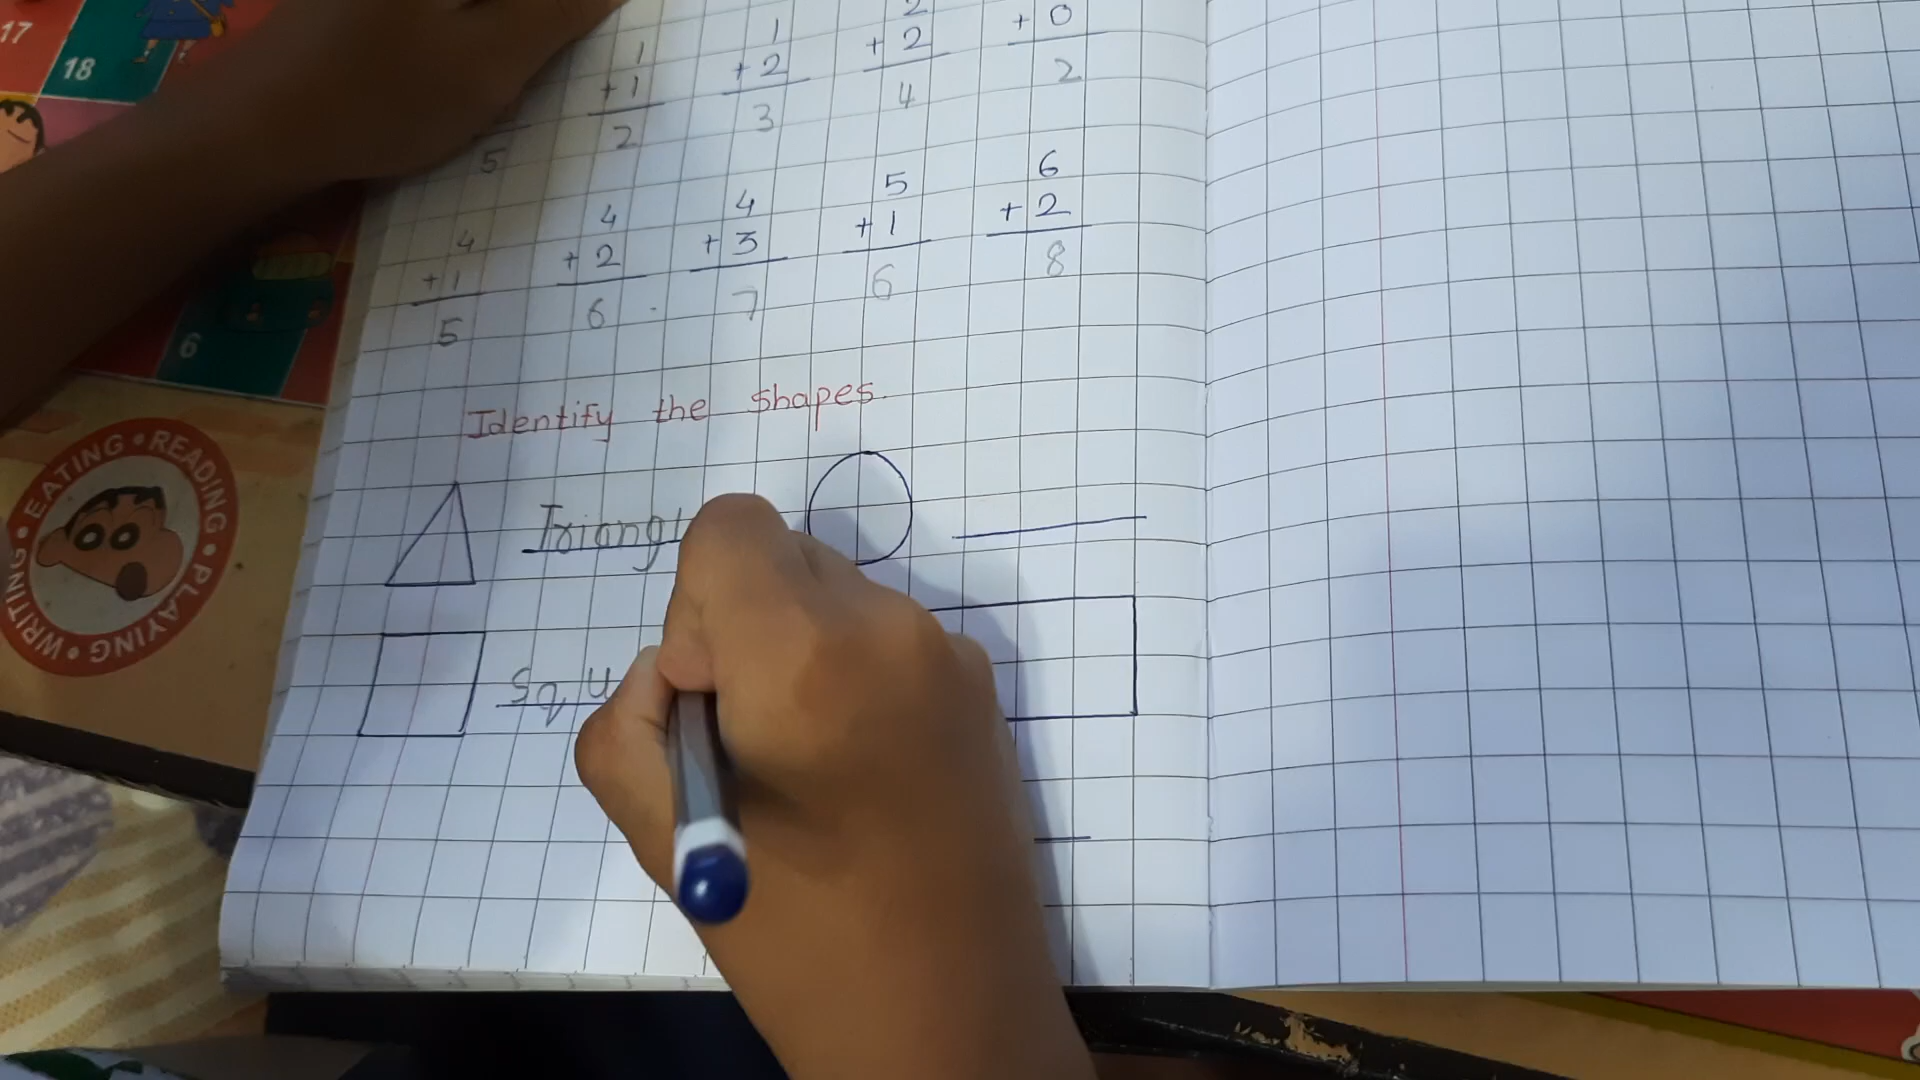 17
18
1 1 2 + 0
+ 1 + 2 + 2
5 2 3 4 2
4 4 4 5 6
+ 1 + 2 + 3 + 1 + 2
5 6 7 6 8
6
Identify the shapes.
Triangl
Squ
EATING • READING • PLAYING • WRITING •